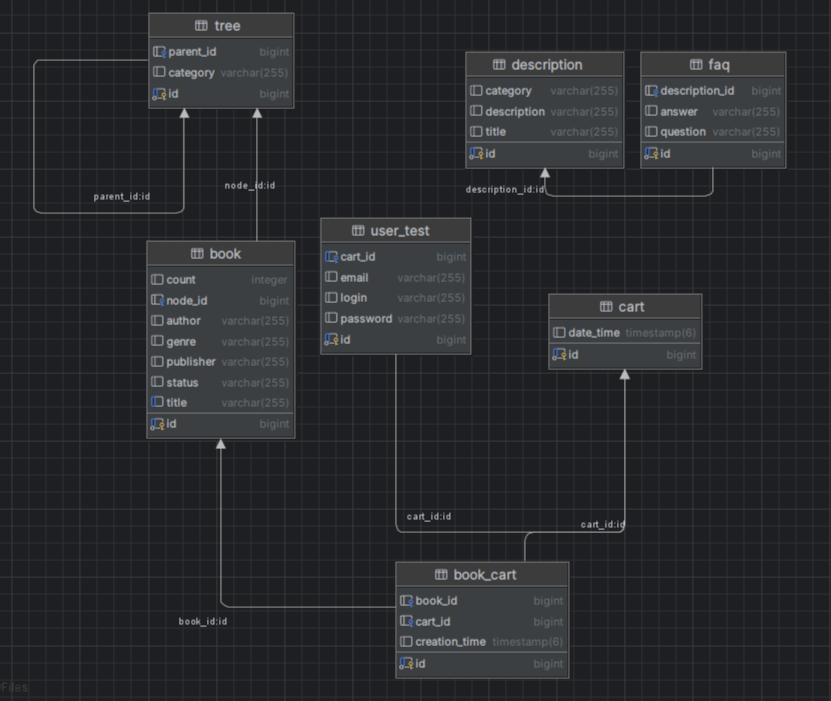 tree
parent_id bigint
category varchar(255)
id bigint
parent_id:id
node_id:id
description
category varchar(255)
description varchar(255)
title varchar(255)
id bigint
faq
description_id bigint
answer varchar(255)
question varchar(255)
id bigint
description_id:id
book
count integer
node_id bigint
author varchar(255)
genre varchar(255)
publisher varchar(255)
status varchar(255)
title varchar(255)
id bigint
user_test
cart_id bigint
email varchar(255)
login varchar(255)
password varchar(255)
id bigint
cart
date_time timestamp(6)
id bigint
cart_id:id
cart_id:id
book_cart
book_id bigint
cart_id bigint
creation_time timestamp(6)
id bigint
book_id:id
Files